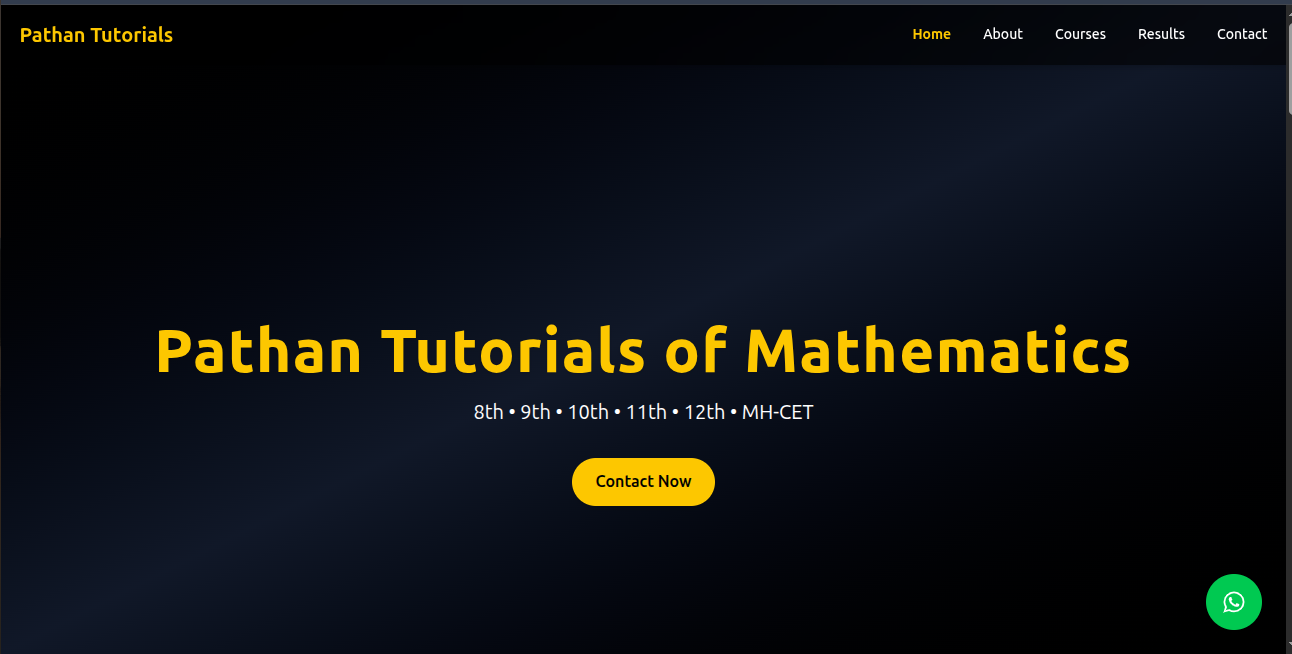 Pathan Tutorials
Home About Courses Results Contact
Pathan Tutorials of Mathematics
8th • 9th • 10th • 11th • 12th • MH-CET
Contact Now